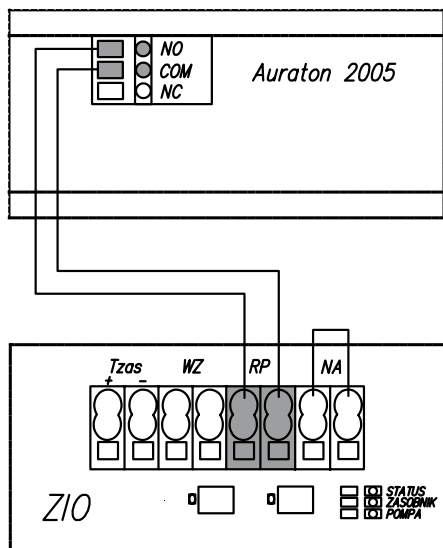 NO
COM Auraton 2005
NC
Tzas WZ RP NA
+ -
STATUS
ZASOBNIK
POMPA
ZIO